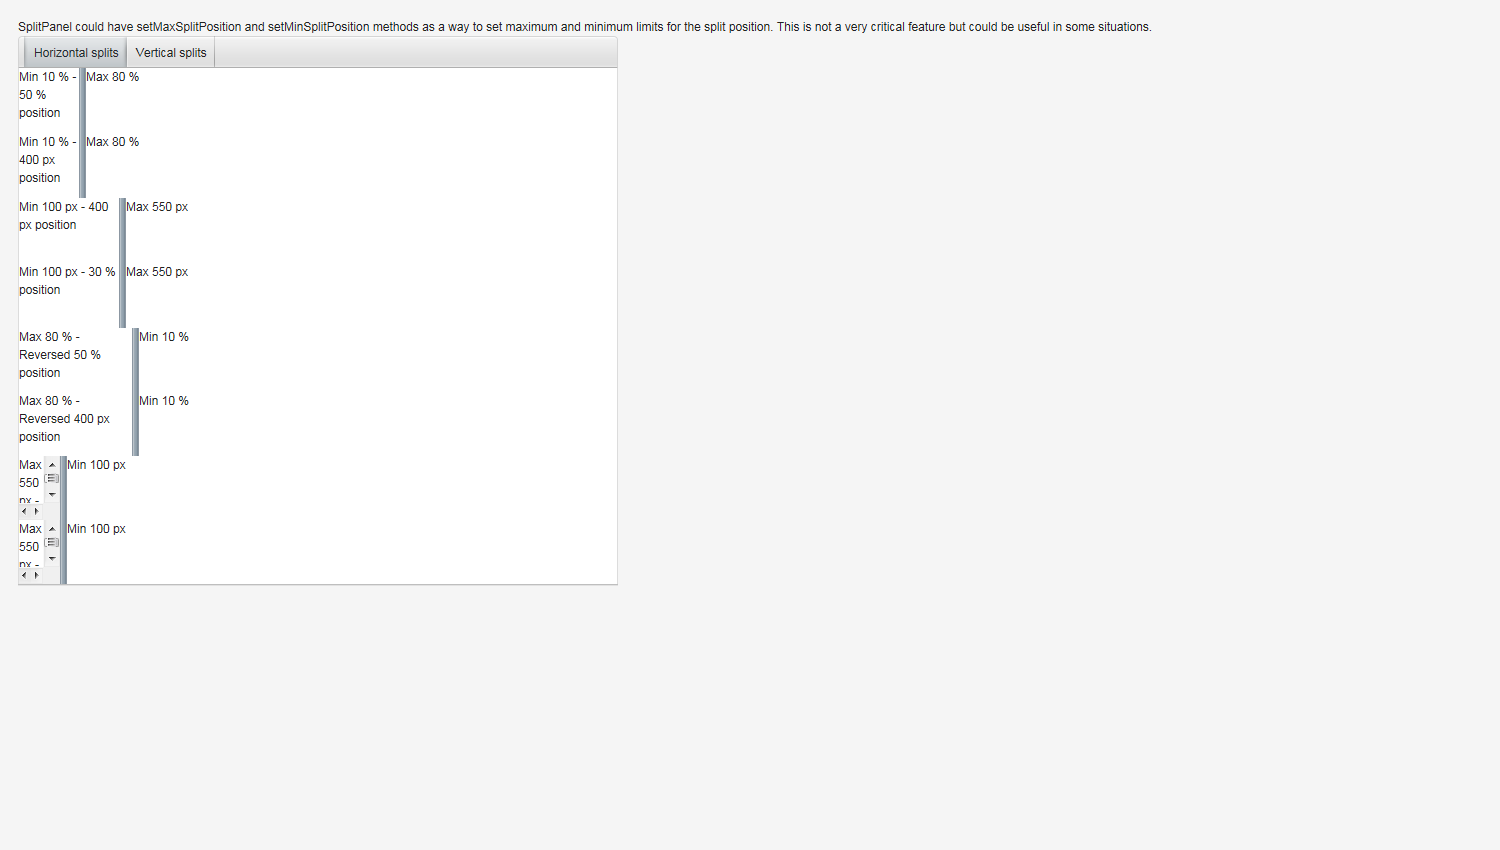 SplitPanel could have setMaxSplitPosition and setMinSplitPosition methods as a way to set maximum and minimum limits for the split position. This is not a very critical feature but could be useful in some situations.
Horizontal splits Vertical splits
Min 10 % - Max 80 %
50 %
position
Min 10 % - Max 80 %
400 px
position
Min 100 px - 400 Max 550 px
px position
Min 100 px - 30 % Max 550 px
position
Max 80 % - Min 10 %
Reversed 50 %
position
Max 80 % - Min 10 %
Reversed 400 px
position
Max Min 100 px
550
px -
Max Min 100 px
550
px -